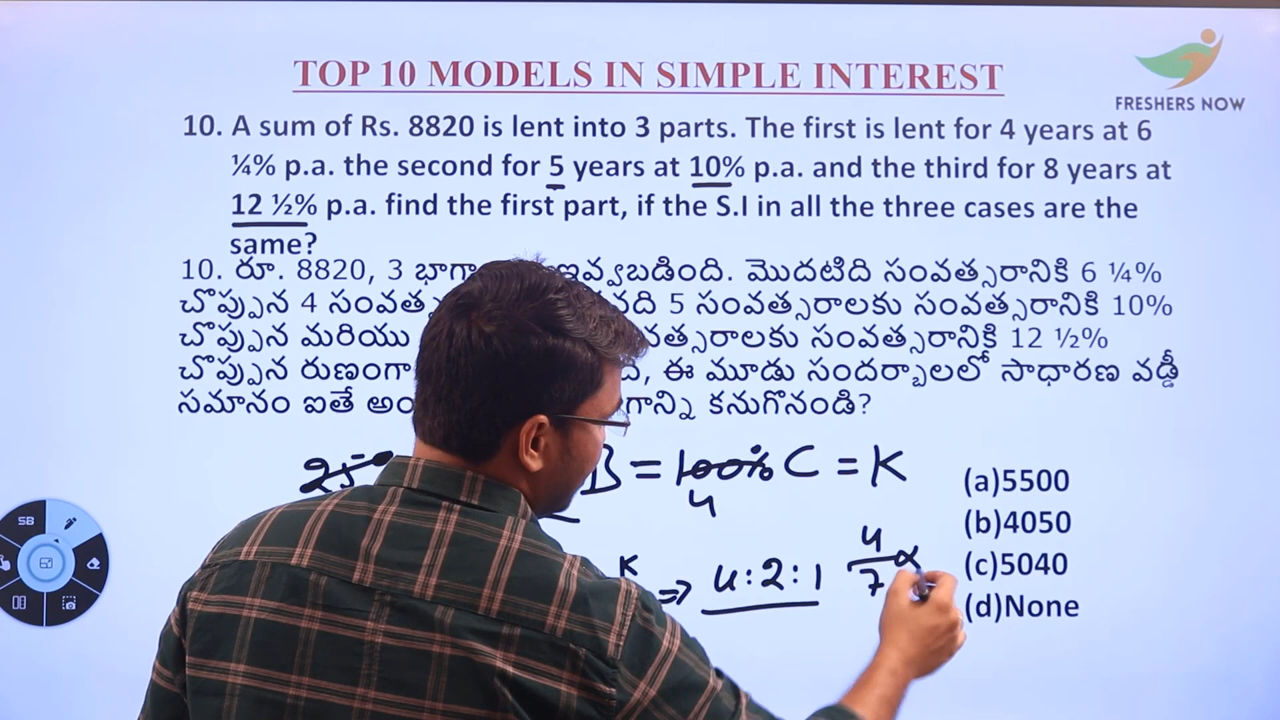 TOP 10 MODELS IN SIMPLE INTEREST
FRESHERS NOW
10. A sum of Rs. 8820 is lent into 3 parts. The first is lent for 4 years at 6
¼% p.a. the second for 5 years at 10% p.a. and the third for 8 years at
12 ½% p.a. find the first part, if the S.I in all the three cases are the
same?
10. రూ. 8820, 3 ఇవ్వబడింది. మొదటిది సంవత్సరానికి 6 ¼%
చొప్పున 4 5 సంవత్సరాలకు సంవత్సరానికి 10%
చొప్పున మరియు సంవత్సరానికి 12 ½%
చొప్పున ఈ మూడు సందర్భాలలో సాధారణ వడ్డీ
సమానం ఐతే కనుగొనండి?
B = 100% C = K
4
(a)5500
(b)4050
(c)5040
(d)None
K
=> 4:2:1
4
7
SB